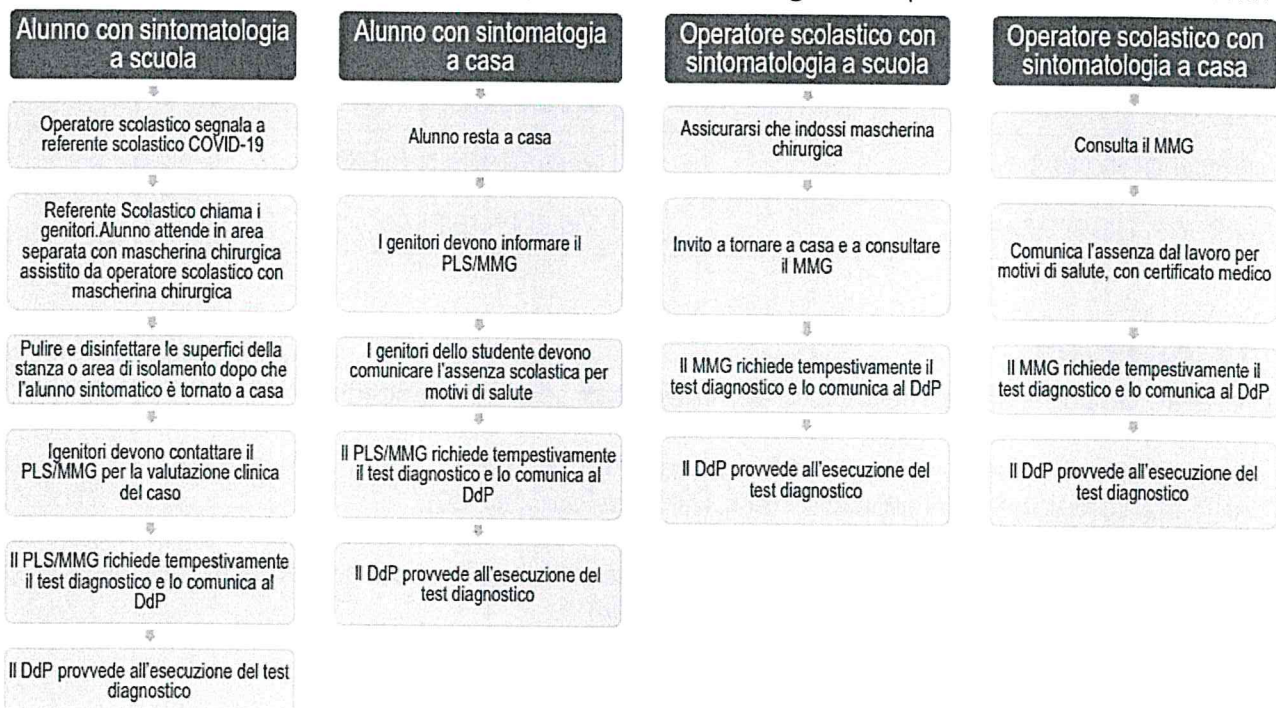 Alunno con sintomatologia
a scuola
Operatore scolastico segnala a
referente scolastico COVID-19
Referente Scolastico chiama i
genitori.Alunno attende in area
separata con mascherina chirurgica
assistito da operatore scolastico con
mascherina chirurgica
Pulire e disinfettare le superfici della
stanza o area di isolamento dopo che
l'alunno sintomatico è tornato a casa
Igenitori devono contattare il
PLS/MMG per la valutazione clinica
del caso
Il PLS/MMG richiede tempestivamente
il test diagnostico e lo comunica al
DdP
Il DdP provvede all'esecuzione del test
diagnostico
Alunno con sintomatogia
a casa
Alunno resta a casa
I genitori devono informare il
PLS/MMG
I genitori dello studente devono
comunicare l'assenza scolastica per
motivi di salute
Il PLS/MMG richiede tempestivamente
il test diagnostico e lo comunica al
DdP
Il DdP provvede all'esecuzione del
test diagnostico
Operatore scolastico con
sintomatologia a scuola
Assicurarsi che indossi mascherina
chirurgica
Invito a tornare a casa e a consultare
il MMG
Il MMG richiede tempestivamente il
test diagnostico e lo comunica al DdP
Il DdP provvede all'esecuzione del
test diagnostico
Operatore scolastico con
sintomatologia a casa
Consulta il MMG
Comunica l'assenza dal lavoro per
motivi di salute, con certificato medico
Il MMG richiede tempestivamente il
test diagnostico e lo comunica al DdP
Il DdP provvede all'esecuzione del
test diagnostico